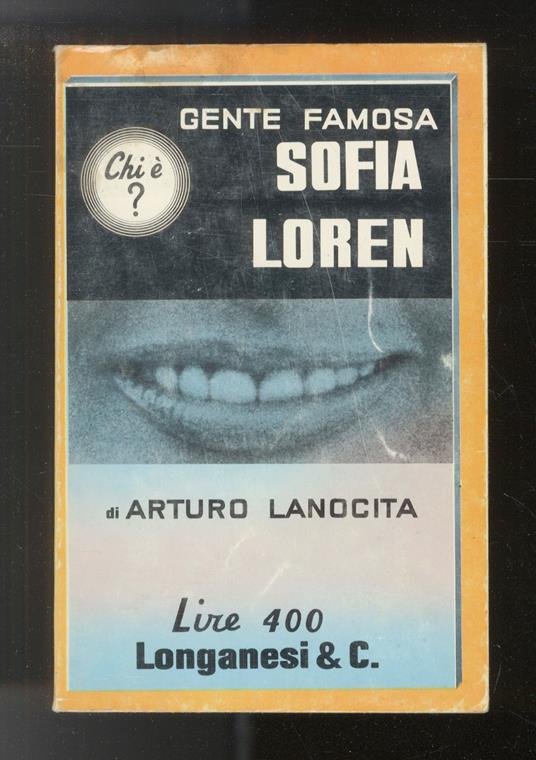 GENTE FAMOSA
Chi è
?
SOFIA
LOREN
di ARTURO LANOCITA
Lire 400
Longanesi & C.